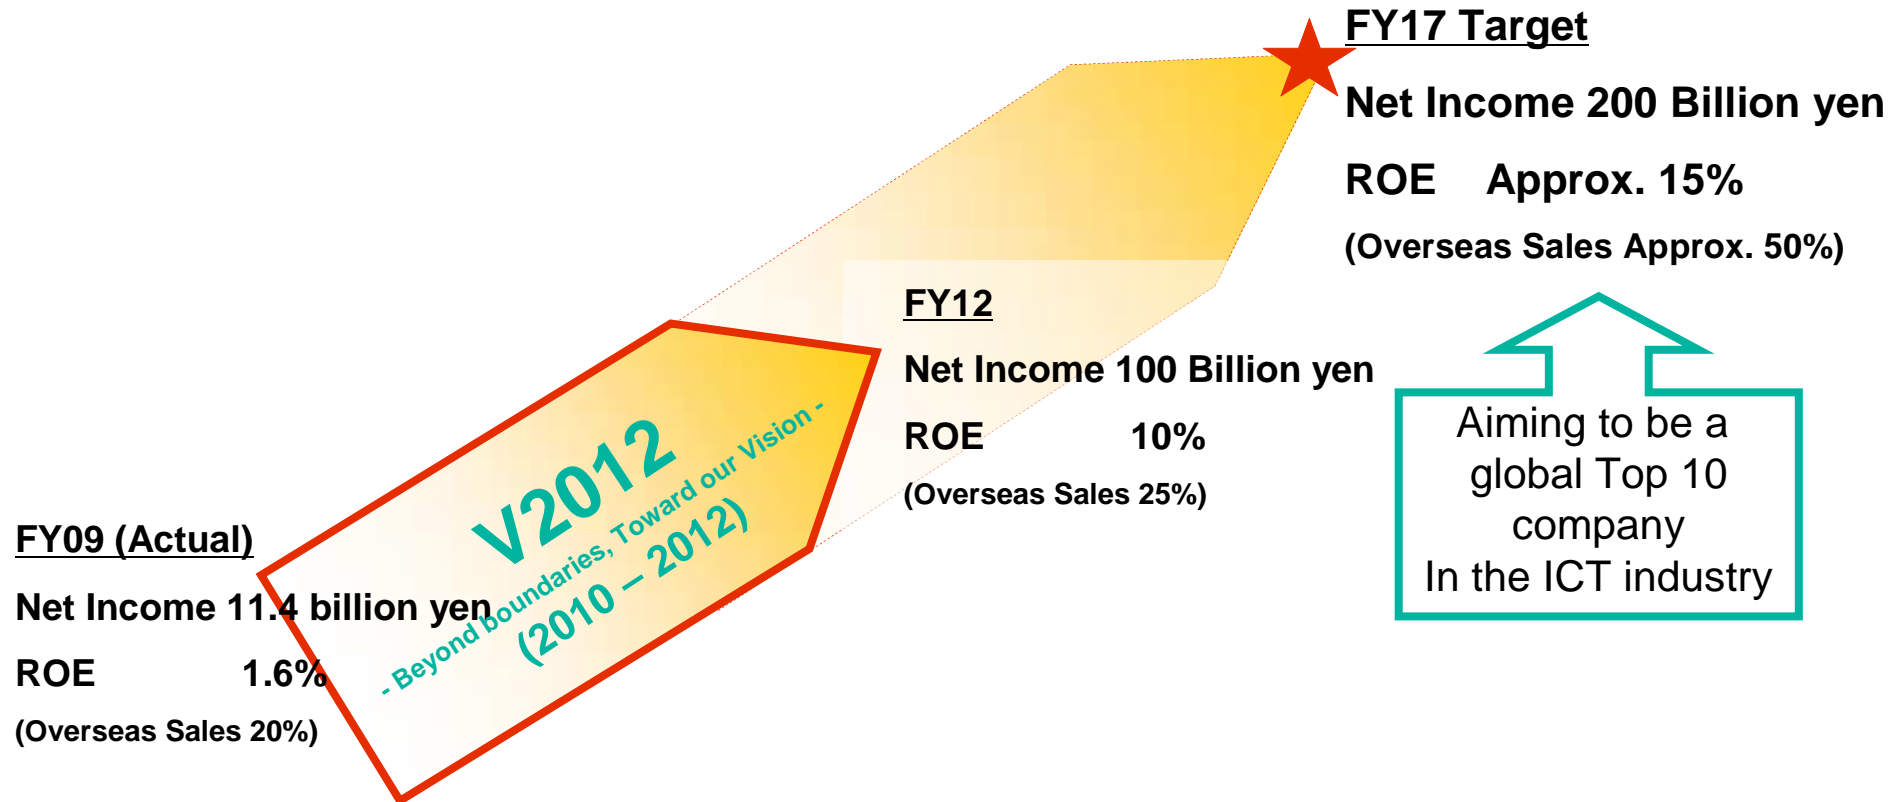 FY17 Target
Net Income 200 Billion yen
ROE Approx. 15%
(Overseas Sales Approx. 50%)
FY12
Net Income 100 Billion yen
ROE 10%
(Overseas Sales 25%)
Aiming to be a
global Top 10
company
In the ICT industry
V2012
- Beyond boundaries, Toward our Vision -
(2010 – 2012)
FY09 (Actual)
Net Income 11.4 billion yen
ROE 1.6%
(Overseas Sales 20%)